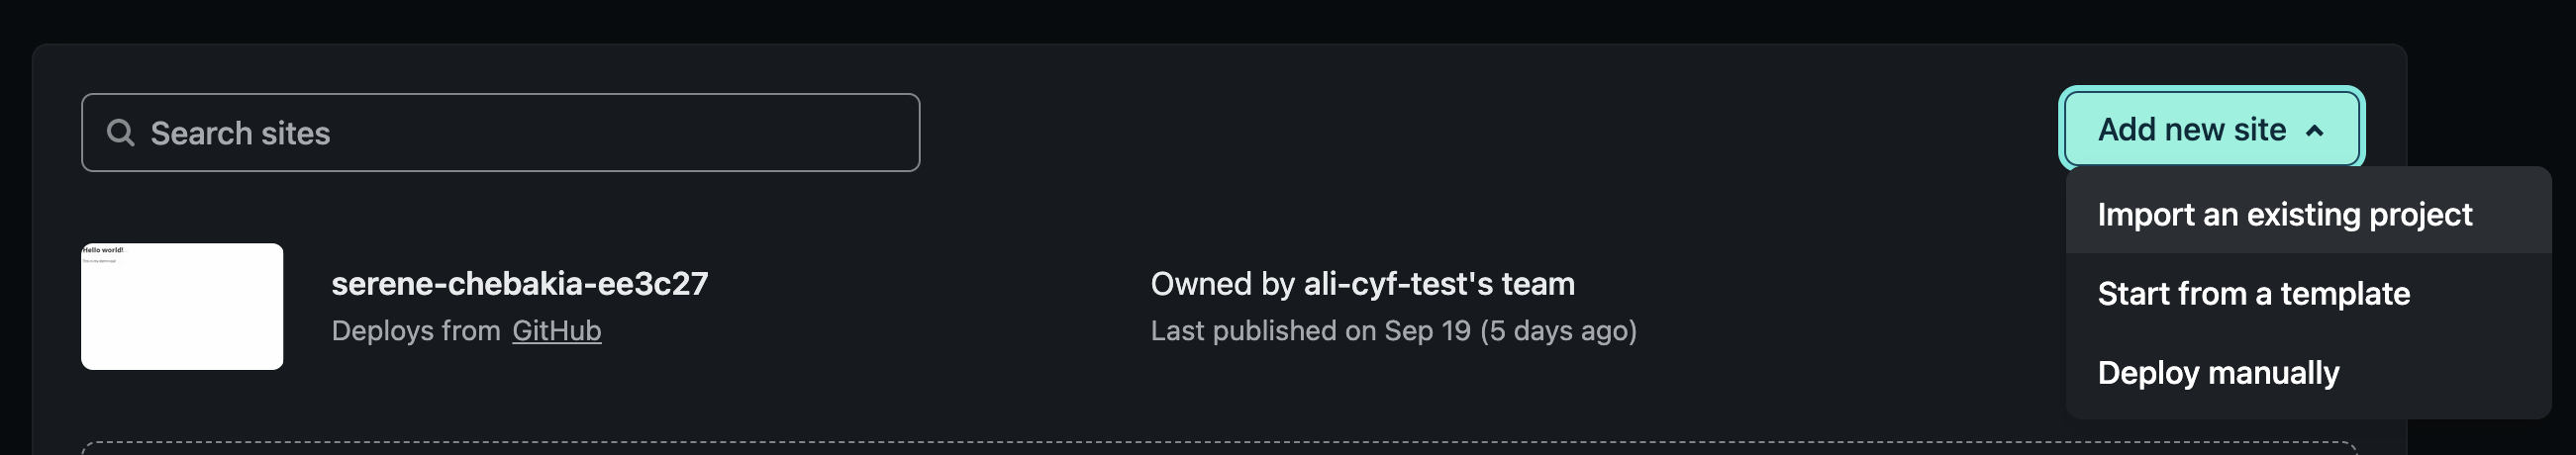 Search sites
Add new site
Import an existing project
Start from a template
Deploy manually
Hello world!
serene-chebakia-ee3c27
Deploys from GitHub
Owned by ali-cyf-test's team
Last published on Sep 19 (5 days ago)